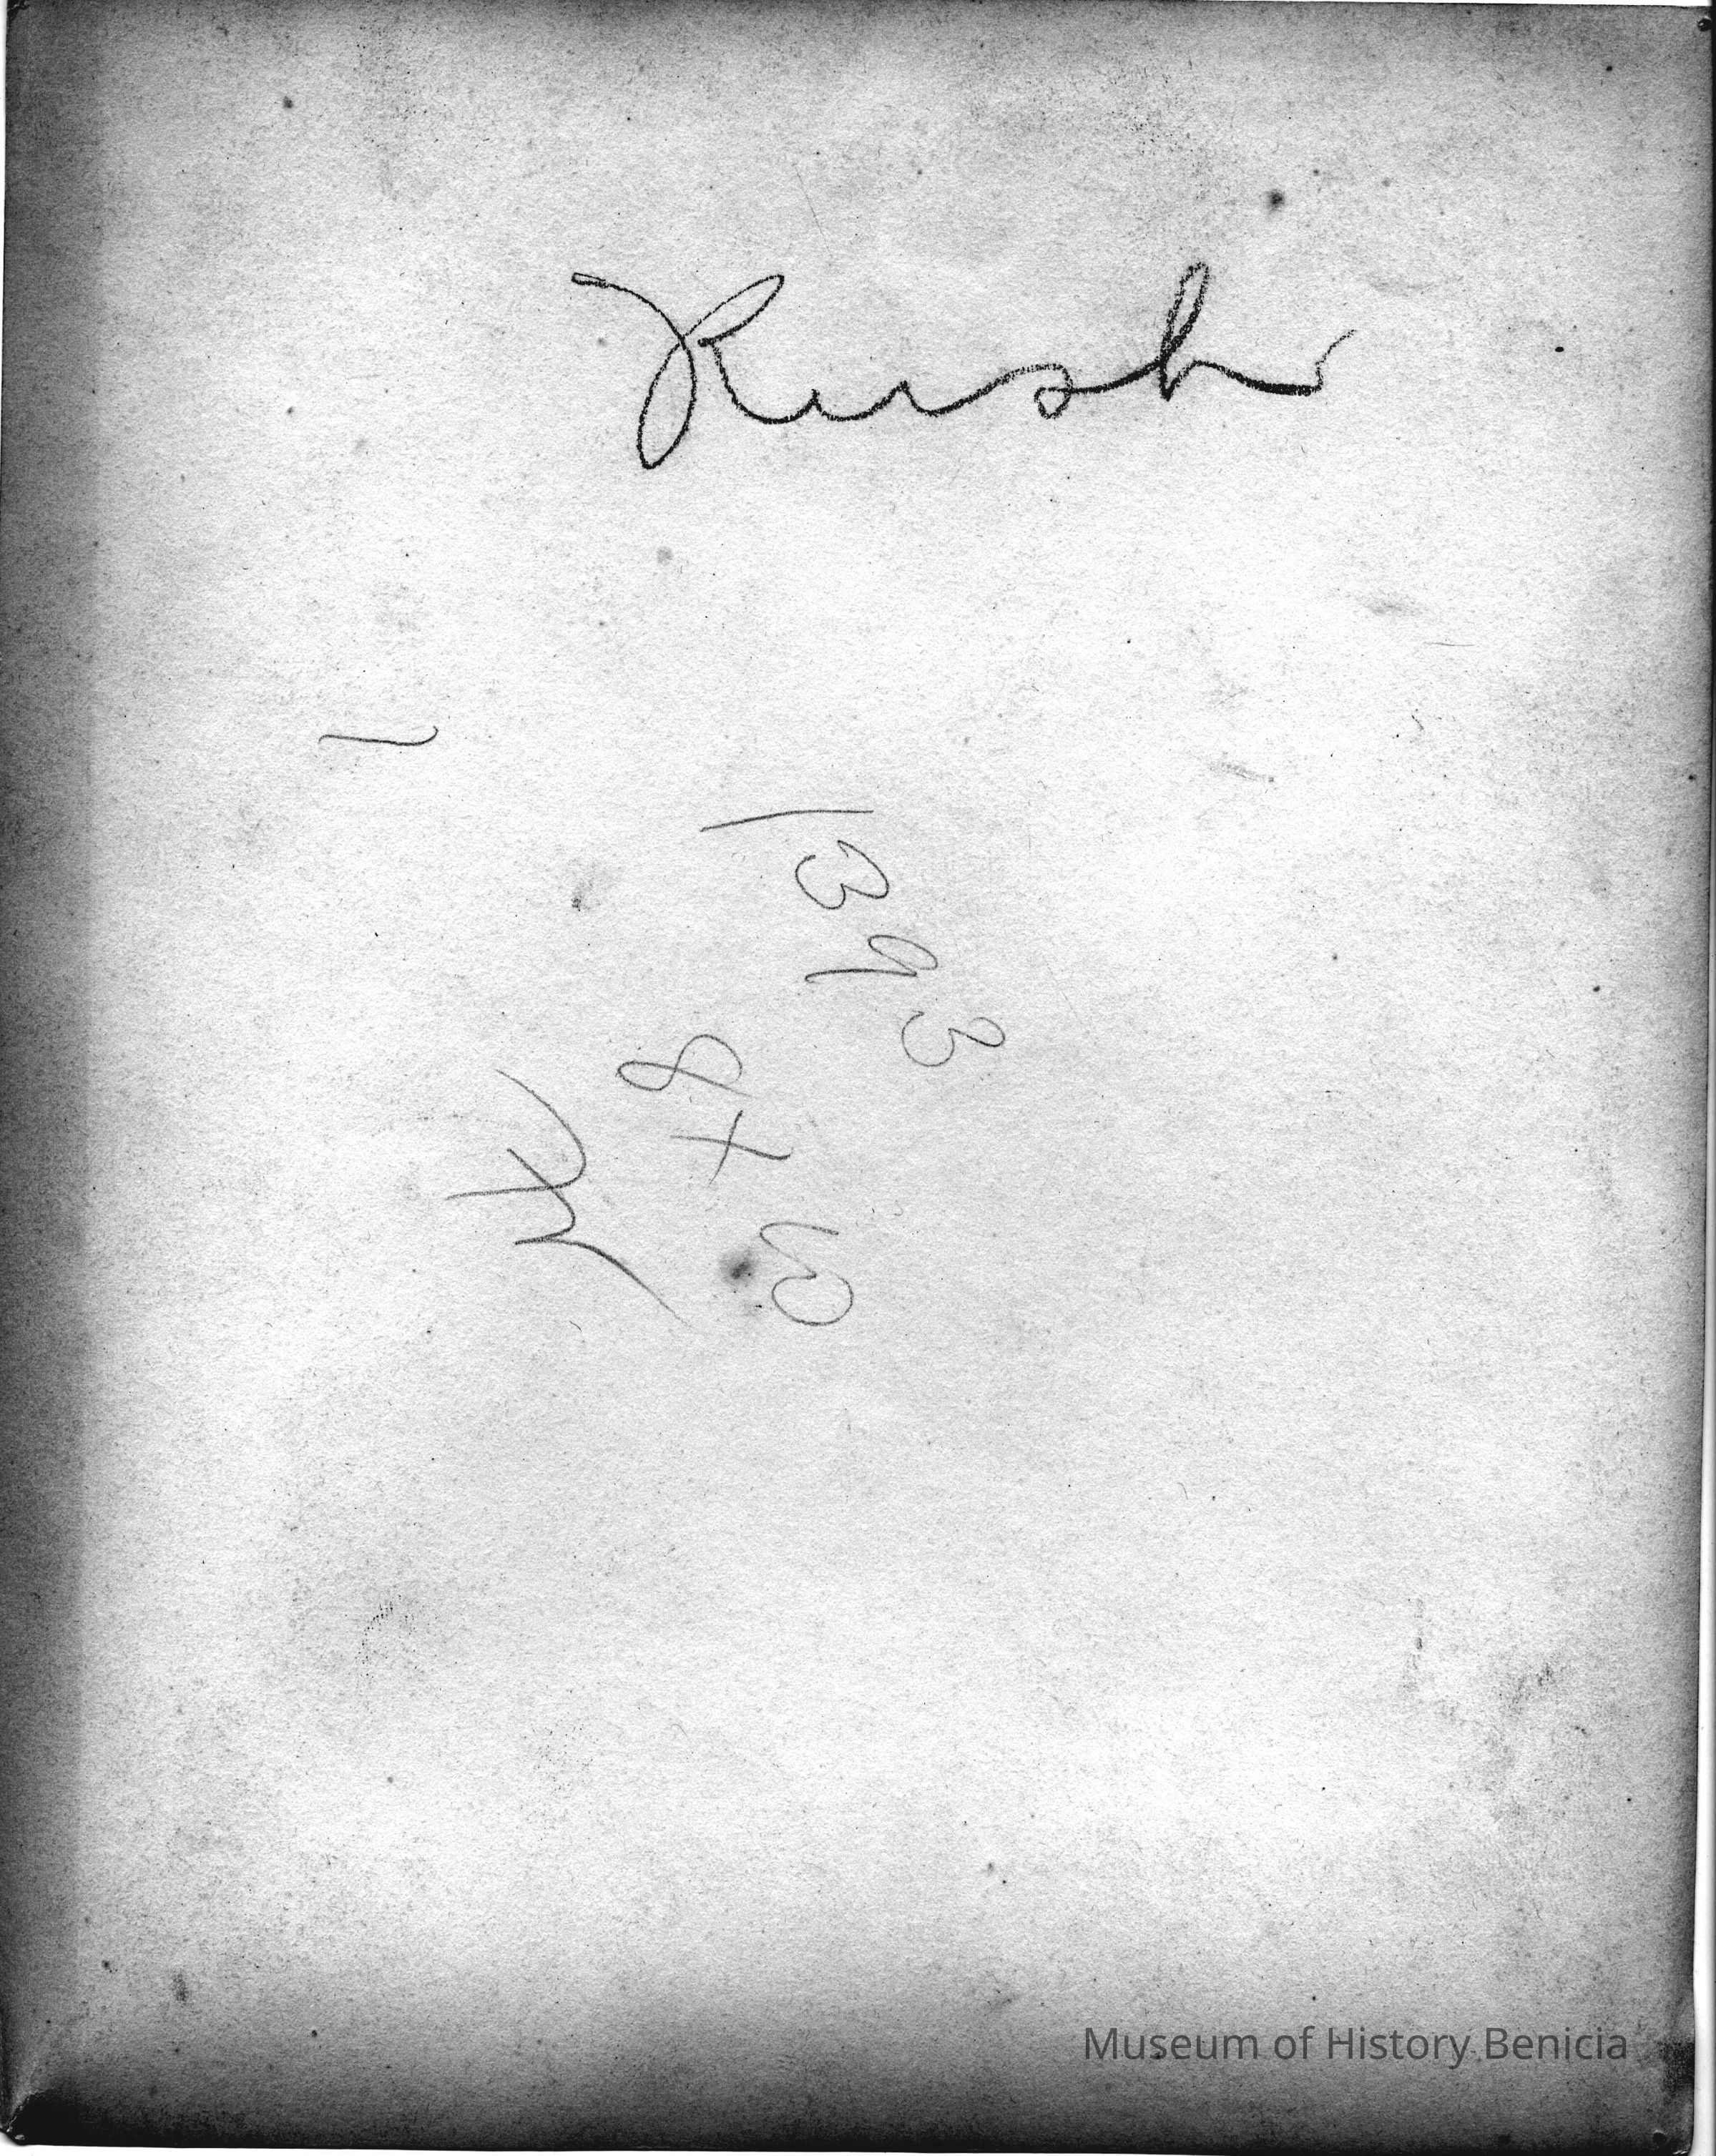 Rush
1
1393
8x10
Museum of History Benicia